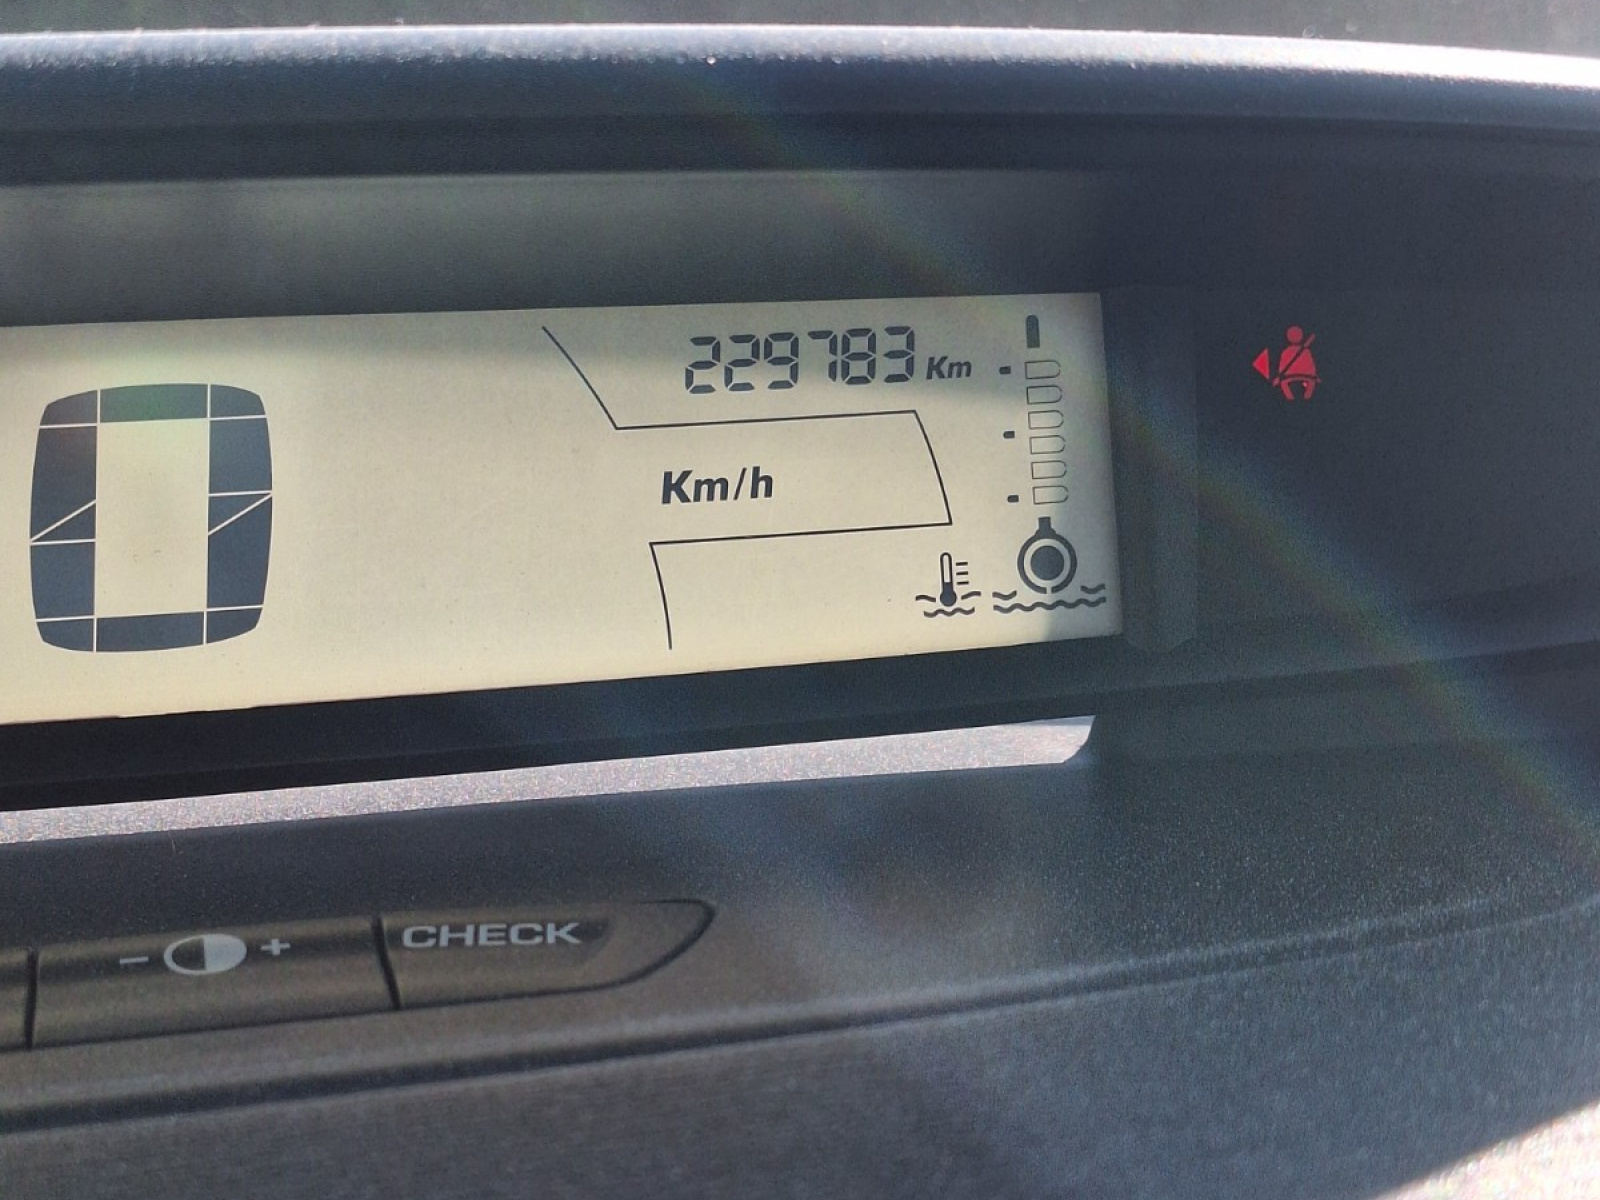 229783 Km
0
Km/h
- +
CHECK